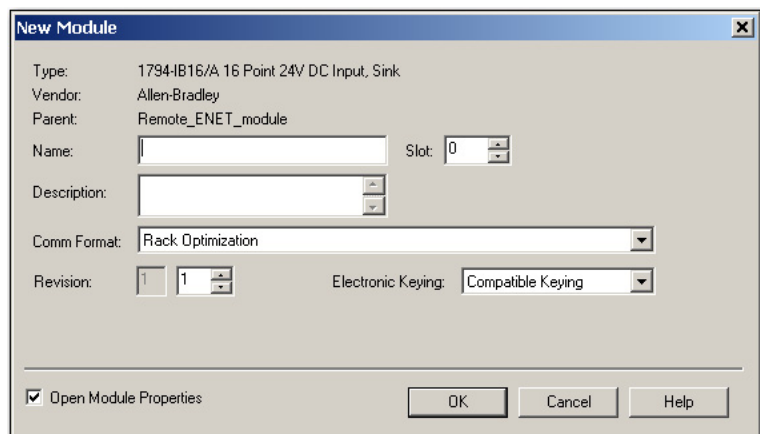 New Module
Type: 1794-IB16/A 16 Point 24V DC Input, Sink
Vendor: Allen-Bradley
Parent: Remote_ENET_module
Name: Slot: 0
Description:
Comm Format: Rack Optimization
Revision: 1 1 Electronic Keying: Compatible Keying
Open Module Properties OK Cancel Help